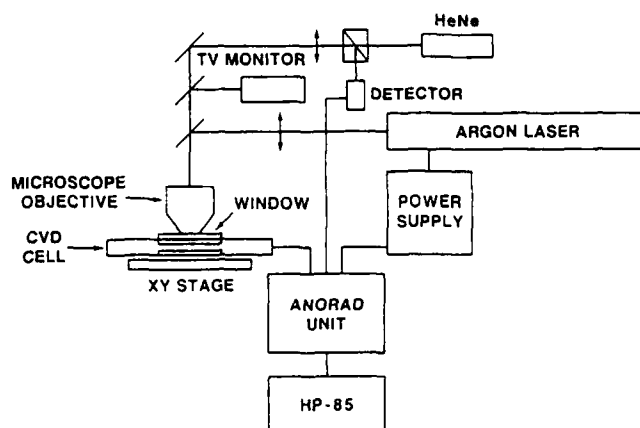 HeNe
TV MONITOR
DETECTOR
ARGON LASER
MICROSCOPE
OBJECTIVE
WINDOW
POWER
SUPPLY
CVD
CELL
XY STAGE
ANORAD
UNIT
HP-85